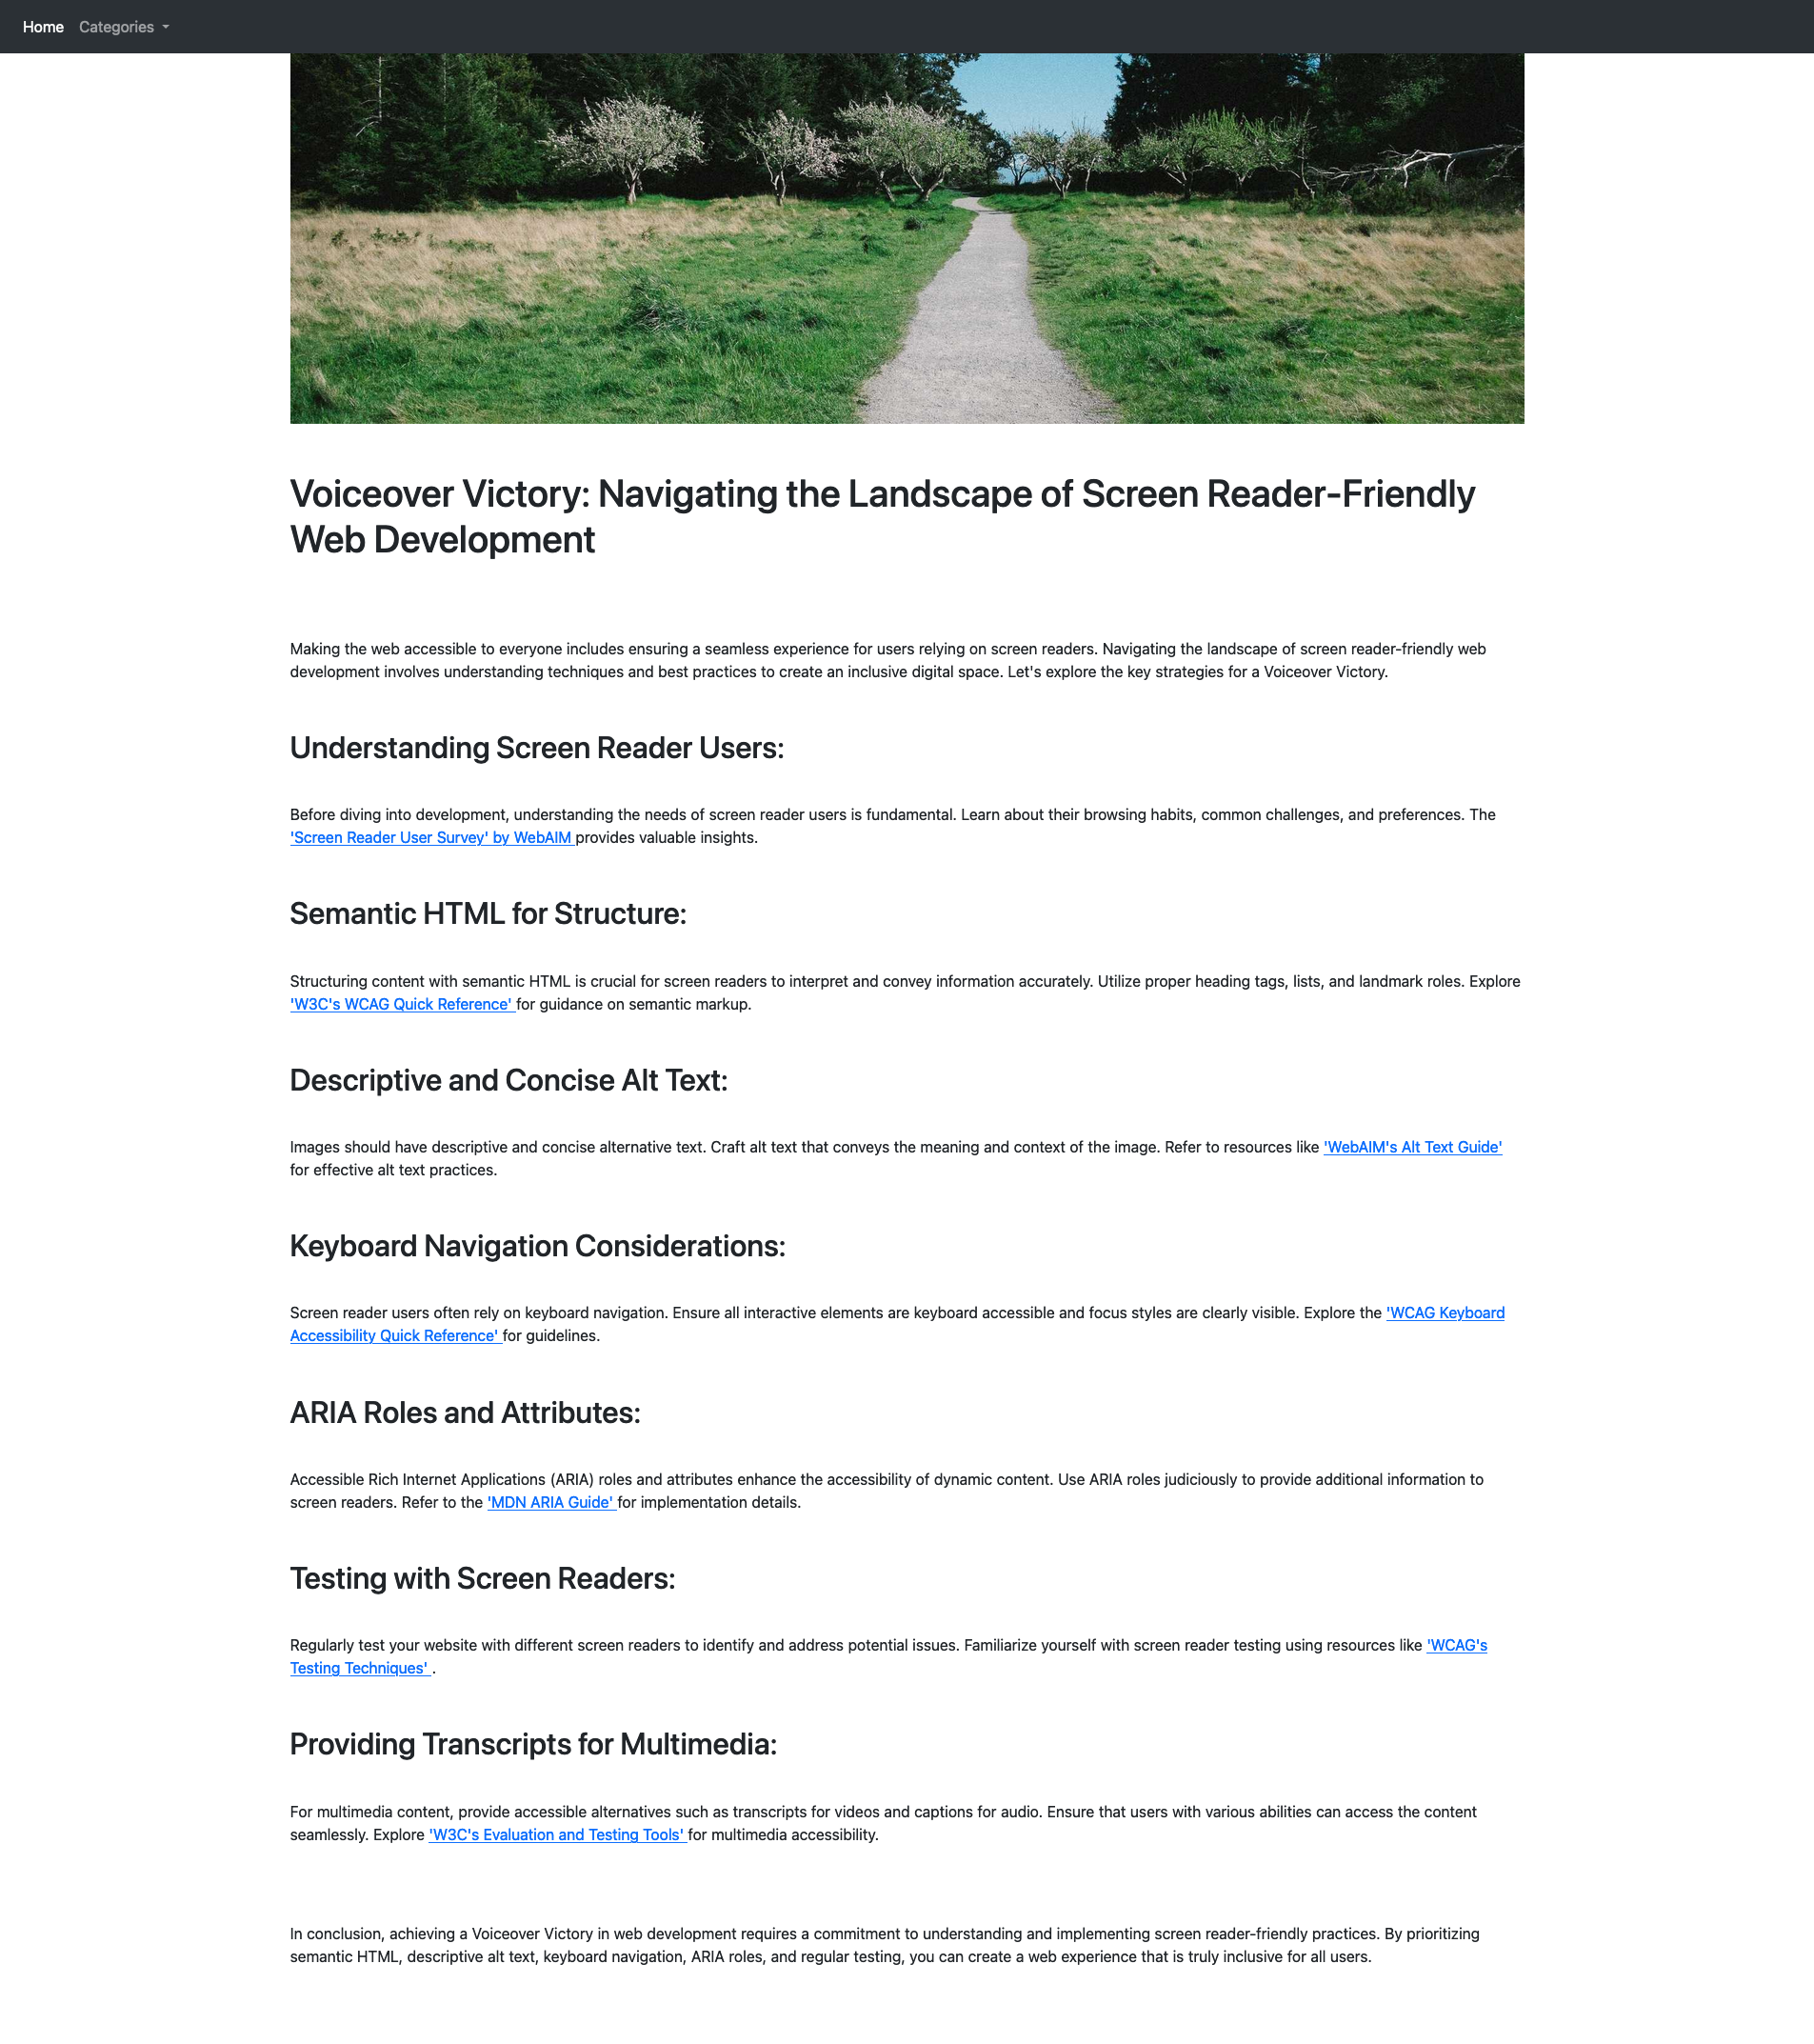 Home Categories
Voiceover Victory: Navigating the Landscape of Screen Reader-Friendly
Web Development
Making the web accessible to everyone includes ensuring a seamless experience for users relying on screen readers. Navigating the landscape of screen reader-friendly web
development involves understanding techniques and best practices to create an inclusive digital space. Let's explore the key strategies for a Voiceover Victory.
Understanding Screen Reader Users:
Before diving into development, understanding the needs of screen reader users is fundamental. Learn about their browsing habits, common challenges, and preferences. The
'Screen Reader User Survey' by WebAIM provides valuable insights.
Semantic HTML for Structure:
Structuring content with semantic HTML is crucial for screen readers to interpret and convey information accurately. Utilize proper heading tags, lists, and landmark roles. Explore
'W3C's WCAG Quick Reference' for guidance on semantic markup.
Descriptive and Concise Alt Text:
Images should have descriptive and concise alternative text. Craft alt text that conveys the meaning and context of the image. Refer to resources like 'WebAIM's Alt Text Guide'
for effective alt text practices.
Keyboard Navigation Considerations:
Screen reader users often rely on keyboard navigation. Ensure all interactive elements are keyboard accessible and focus styles are clearly visible. Explore the 'WCAG Keyboard
Accessibility Quick Reference' for guidelines.
ARIA Roles and Attributes:
Accessible Rich Internet Applications (ARIA) roles and attributes enhance the accessibility of dynamic content. Use ARIA roles judiciously to provide additional information to
screen readers. Refer to the 'MDN ARIA Guide' for implementation details.
Testing with Screen Readers:
Regularly test your website with different screen readers to identify and address potential issues. Familiarize yourself with screen reader testing using resources like 'WCAG's
Testing Techniques' .
Providing Transcripts for Multimedia:
For multimedia content, provide accessible alternatives such as transcripts for videos and captions for audio. Ensure that users with various abilities can access the content
seamlessly. Explore 'W3C's Evaluation and Testing Tools' for multimedia accessibility.
In conclusion, achieving a Voiceover Victory in web development requires a commitment to understanding and implementing screen reader-friendly practices. By prioritizing
semantic HTML, descriptive alt text, keyboard navigation, ARIA roles, and regular testing, you can create a web experience that is truly inclusive for all users.